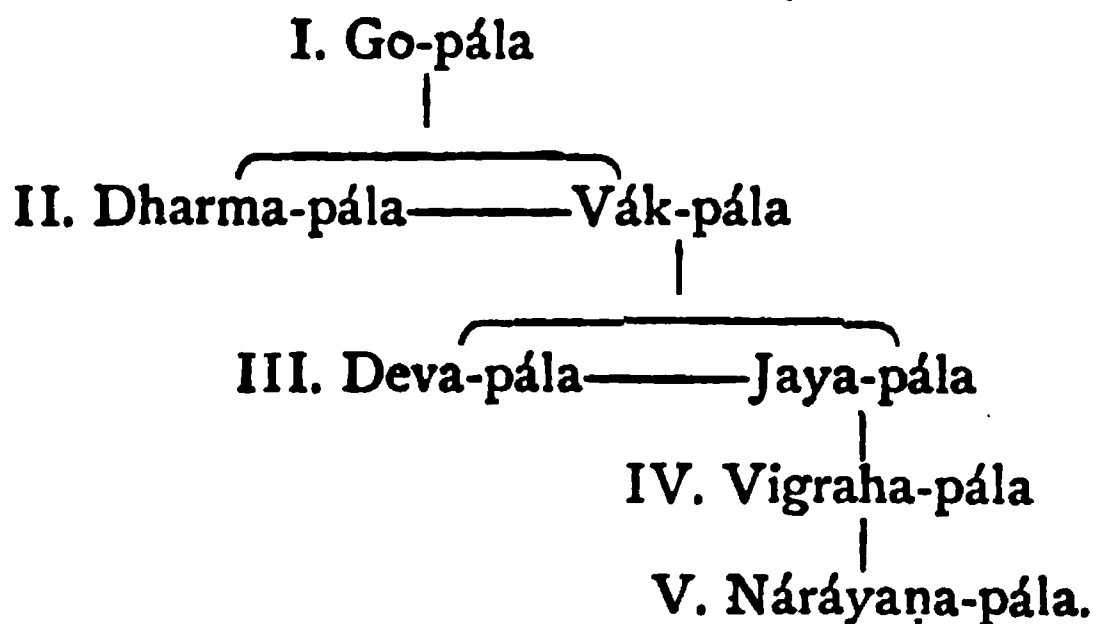 I. Go-pála
II. Dharma-pála——Vák-pála
III. Deva-pála——Jaya-pála
IV. Vigraha-pála
V. Náráyaṇa-pála.